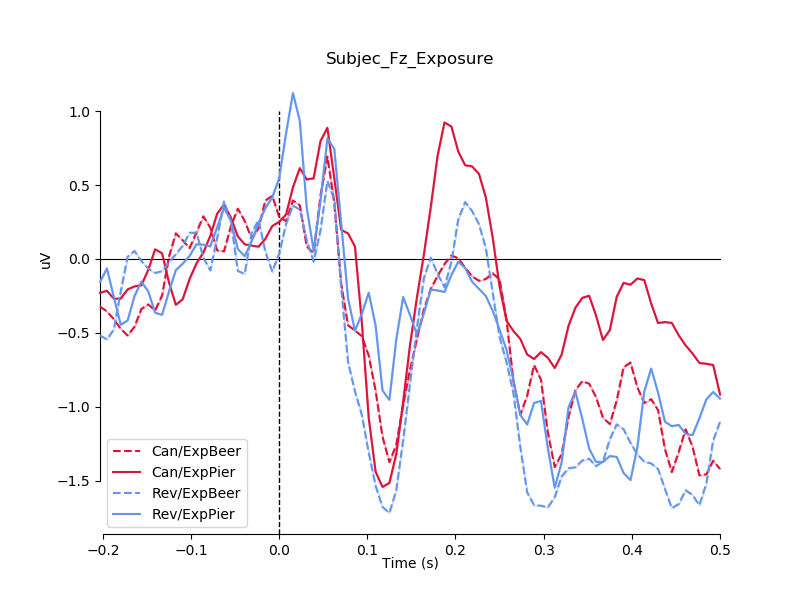 Subjec_Fz_Exposure
1.0
0.5
0.0
−0.5
−1.0
−1.5
uV
Can/ExpBeer
Can/ExpPier
Rev/ExpBeer
Rev/ExpPier
−0.2
−0.1
0.0
0.1
0.2
0.3
0.4
0.5
Time (s)